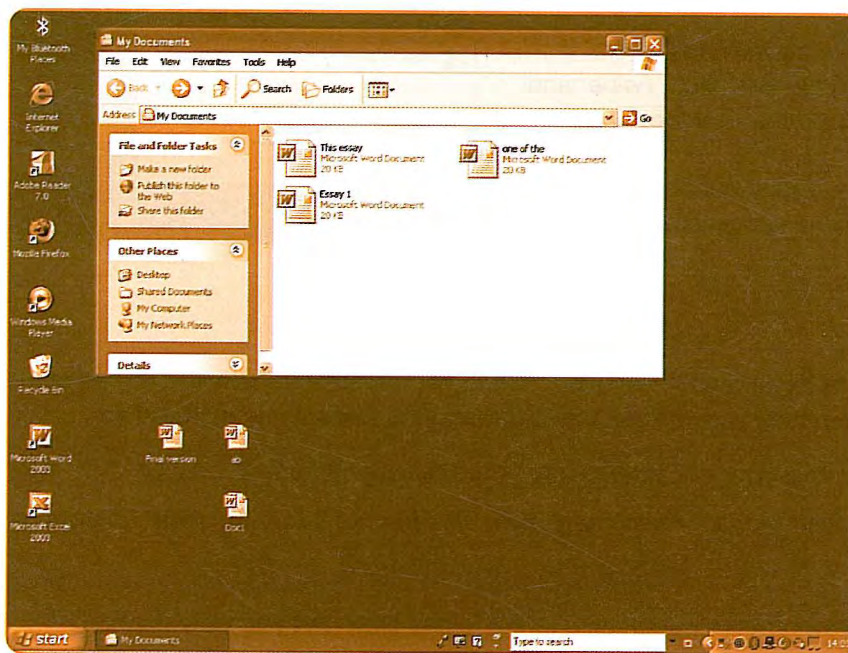 My Bluetooth
Places
Internet
Explorer
Adobe Reader
7.0
Mozilla Firefox
Windows Media
Player
Recycle Bin
Microsoft Word
2003
Microsoft Excel
2003
My Documents
File Edit View Favorites Tools Help
Back Search Folders
Address My Documents Go
File and Folder Tasks
Make a new folder
Publish this folder to
the Web
Share this folder
Other Places
Desktop
Shared Documents
My Computer
My Network Places
Details
This essay
Microsoft Word Document
20 KB
one of the
Microsoft Word Document
20 KB
Essay 1
Microsoft Word Document
20 KB
Final version
ab
Doc1
start My Documents Type to search